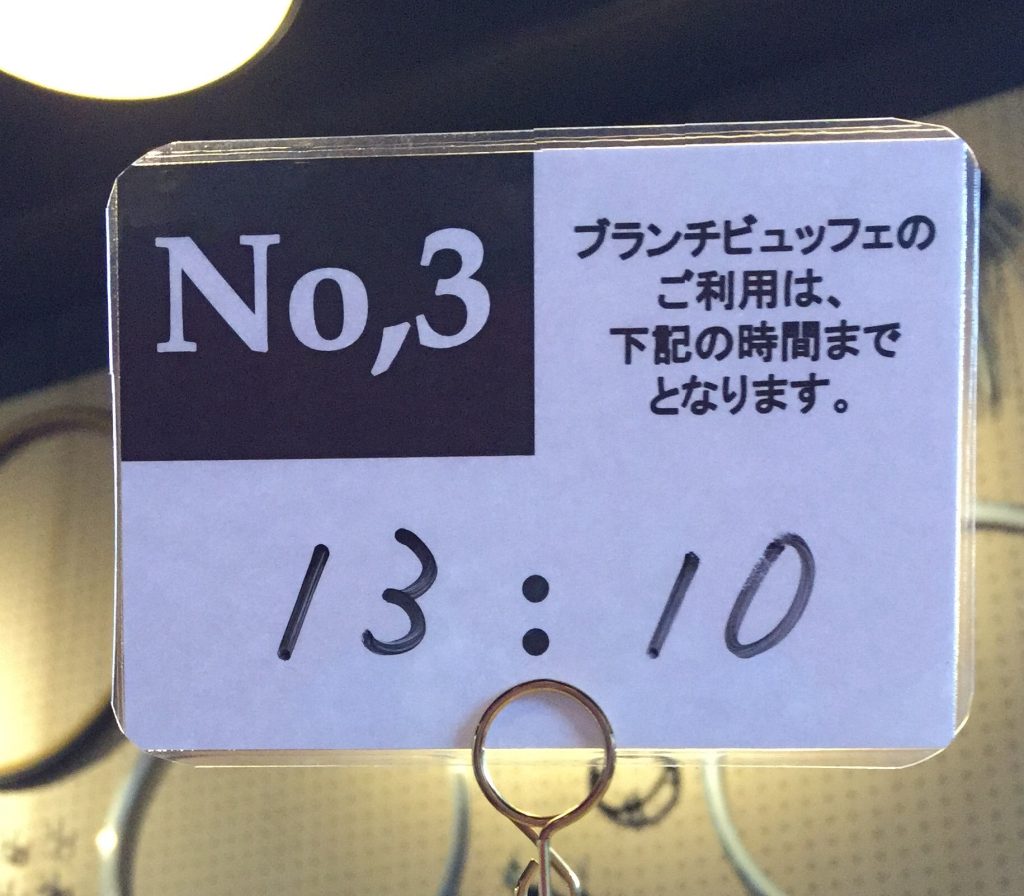 No,3
ブランチビュッフェの
ご利用は、
下記の時間まで
となります。
13:10